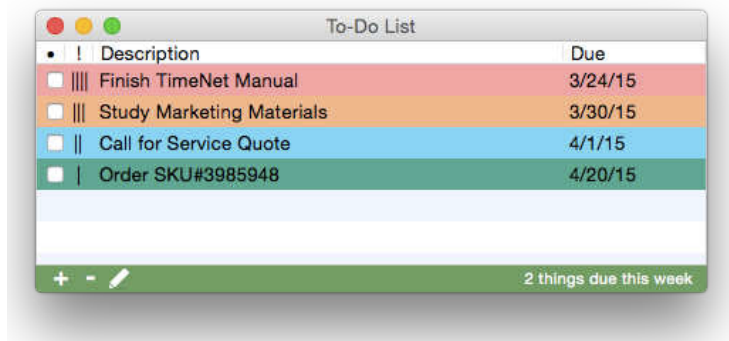 To-Do List
• ! Description Due
|||| Finish TimeNet Manual 3/24/15
||| Study Marketing Materials 3/30/15
|| Call for Service Quote 4/1/15
| Order SKU#3985948 4/20/15
+ - 2 things due this week